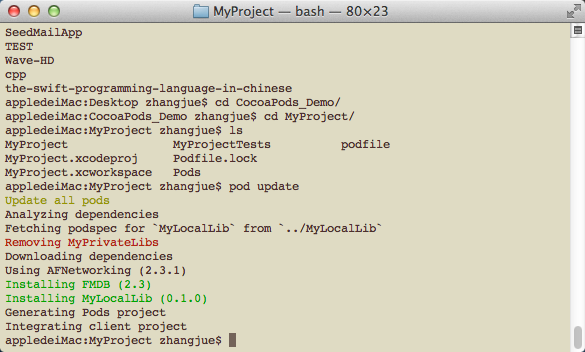 MyProject — bash — 80×23
SeedMailApp
TEST
Wave-HD
cpp
the-swift-programming-language-in-chinese
appledeiMac:Desktop zhangjue$ cd CocoaPods_Demo/
appledeiMac:CocoaPods_Demo zhangjue$ cd MyProject/
appledeiMac:MyProject zhangjue$ ls
MyProject MyProjectTests podfile
MyProject.xcodeproj Podfile.lock
MyProject.xcworkspace Pods
appledeiMac:MyProject zhangjue$ pod update
Update all pods
Analyzing dependencies
Fetching podspec for `MyLocalLib` from `../MyLocalLib`
Removing MyPrivateLibs
Downloading dependencies
Using AFNetworking (2.3.1)
Installing FMDB (2.3)
Installing MyLocalLib (0.1.0)
Generating Pods project
Integrating client project
appledeiMac:MyProject zhangjue$